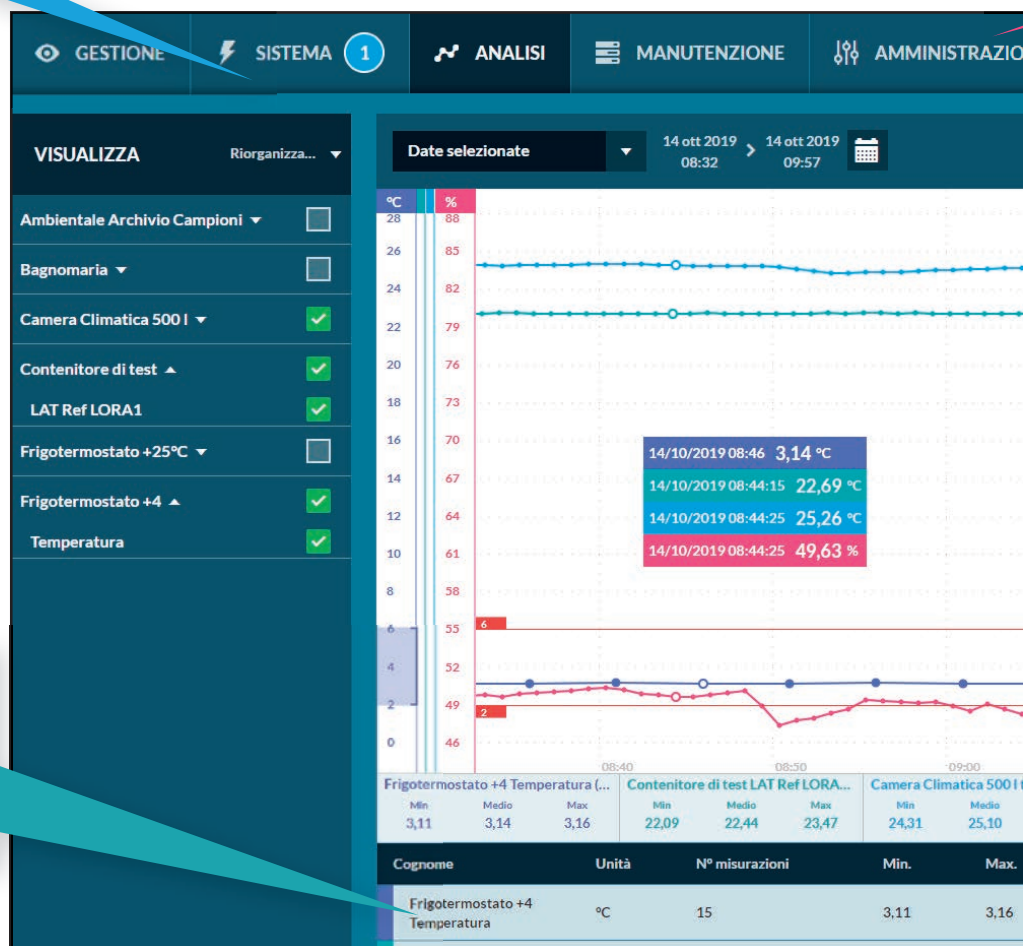 GESTIONE SISTEMA 1 ANALISI MANUTENZIONE
VISUALIZZA Riorganizza...
Date selezionate 14 ott 2019 08:32 14 ott 2019 09:57
Ambientale Archivio Campioni
Bagnomaria
Camera Climatica 500 l
Contenitore di test
LAT Ref LORA1
Frigotermostato +25°C
Frigotermostato +4
Temperatura
°C %
28 88
26 85
24 82
22 79
20 76
18 73
16 70
14 67
12 64
10 61
8 58
6 55
4 52
2 49
0 46
14/10/2019 08:46 3,14 °C
14/10/2019 08:44:15 22,69 °C
14/10/2019 08:44:25 25,26 °C
14/10/2019 08:44:25 49,63 %
6
2
08:40 08:50 09:00
Frigotermostato +4 Temperatura (... Contenitore di test LAT Ref LORA... Camera Climatica 500 l
Min Medio Max Min Medio Max Min Medio
3,11 3,14 3,16 22,09 22,44 23,47 24,31 25,10
Cognome Unità N° misurazioni Min. Max.
Frigotermostato +4
Temperatura °C 15 3,11 3,16